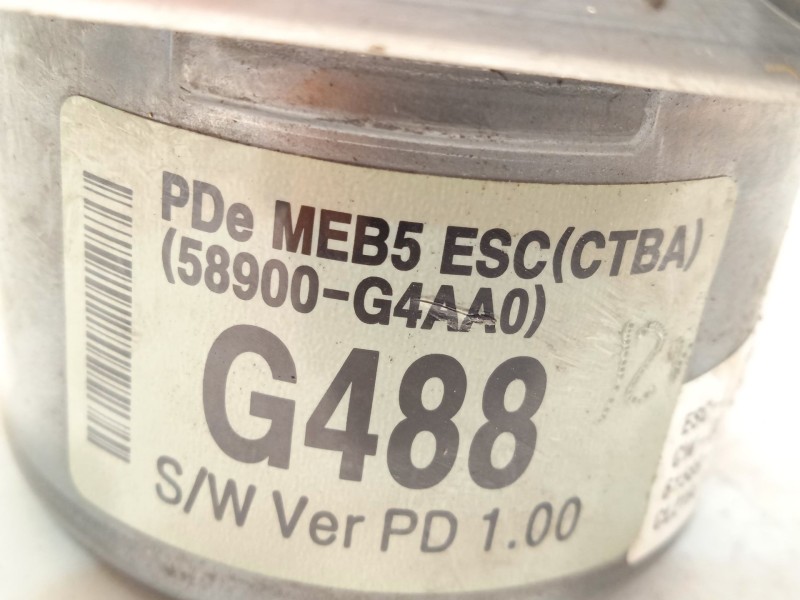 PDe MEB5 ESC(CTBA)
(58900-G4AA0)
G488
S/W Ver PD 1.00